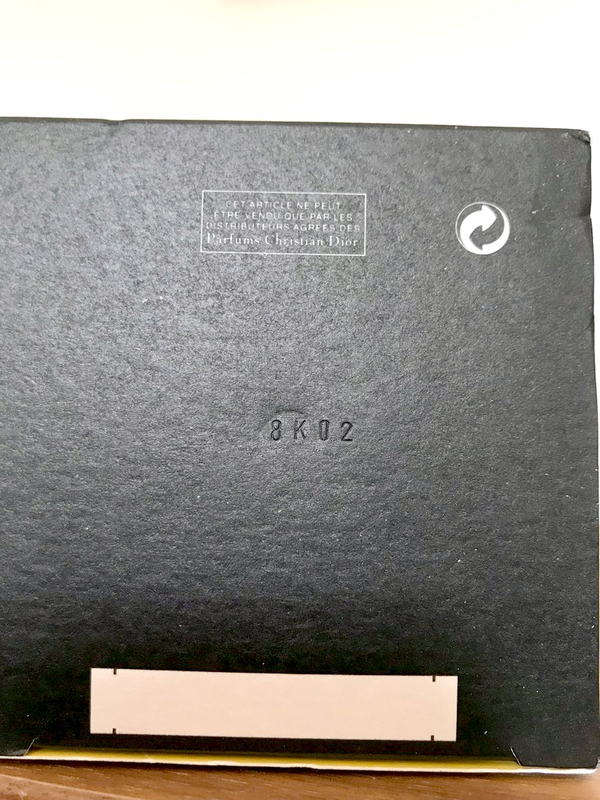 CET ARTICLE NE PEUT
ÊTRE VENDU QUE PAR LES
DISTRIBUTEURS AGRÉÉS DES
Parfums Christian Dior
8K02